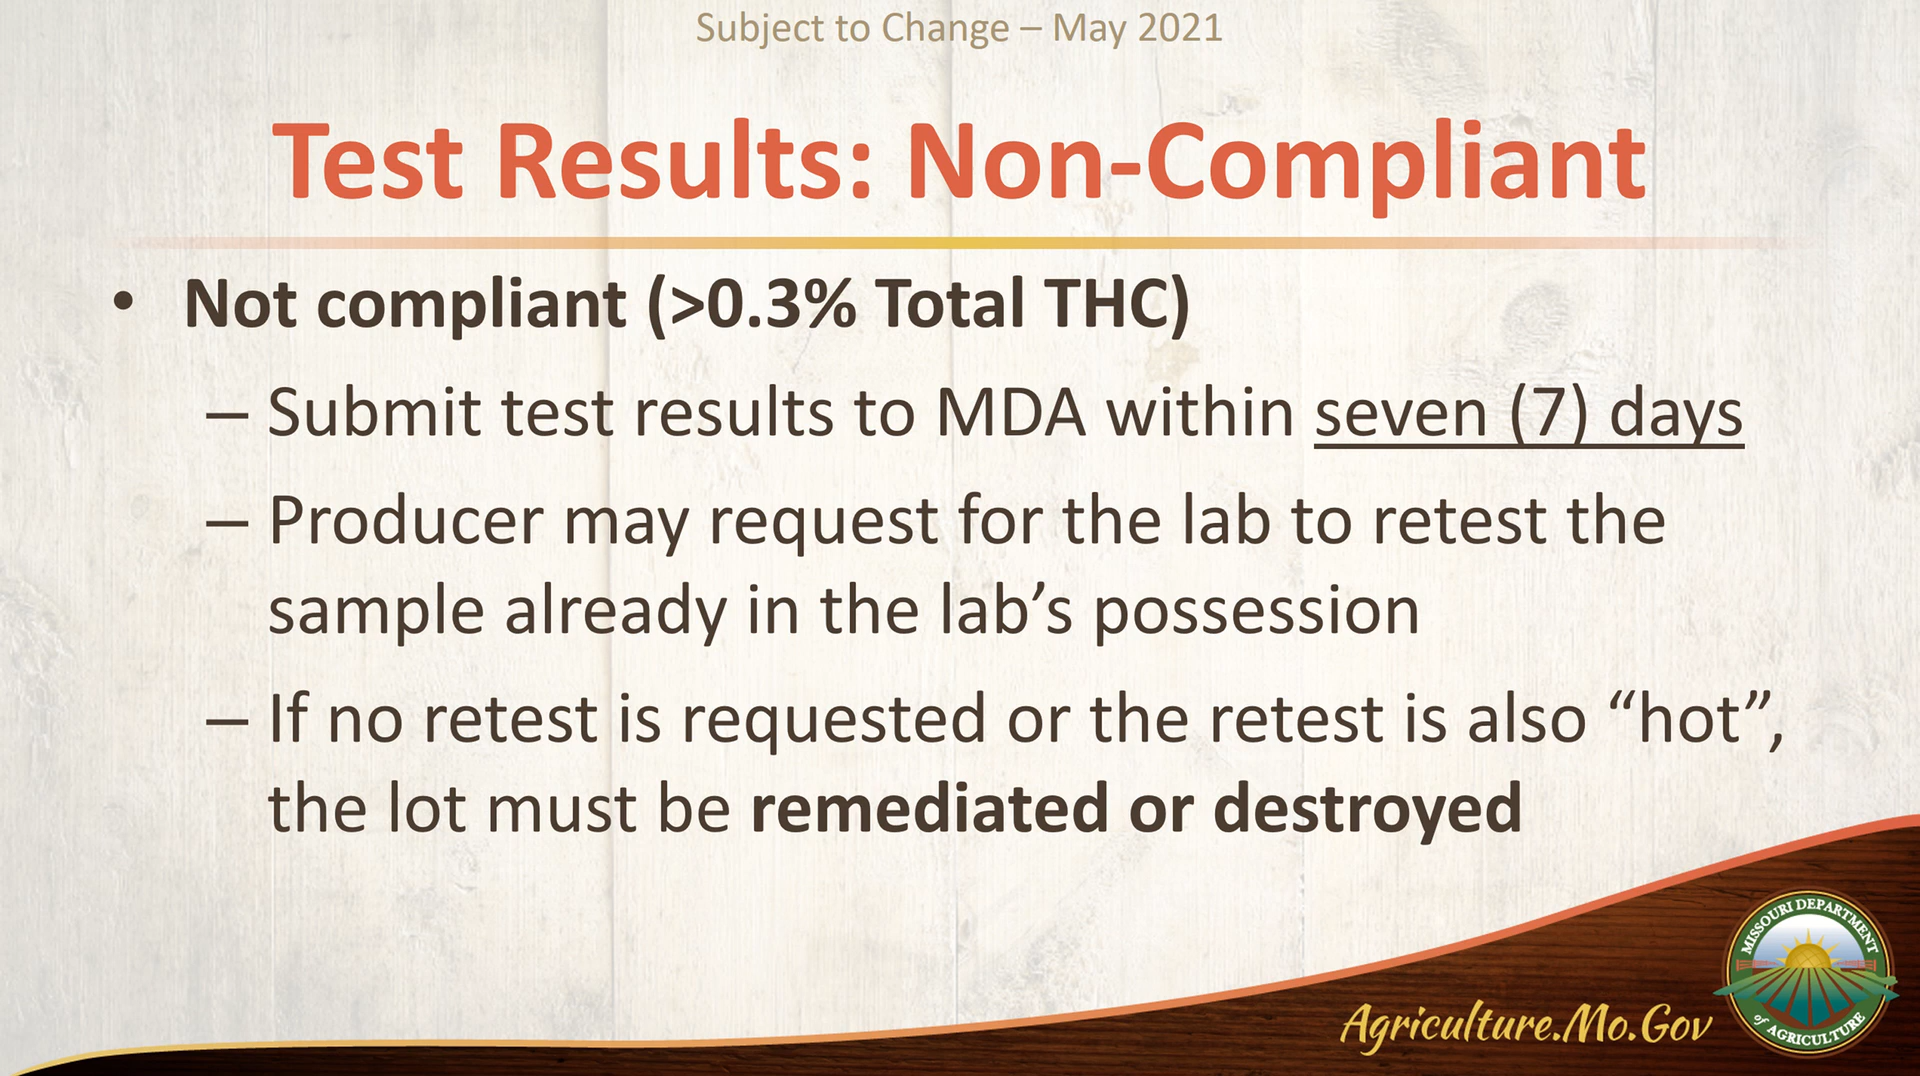 Subject to Change – May 2021
Test Results: Non-Compliant
• Not compliant (>0.3% Total THC)
– Submit test results to MDA within seven (7) days
– Producer may request for the lab to retest the
sample already in the lab’s possession
– If no retest is requested or the retest is also “hot”,
the lot must be remediated or destroyed
Agriculture.Mo.Gov
MISSOURI DEPARTMENT
of AGRICULTURE